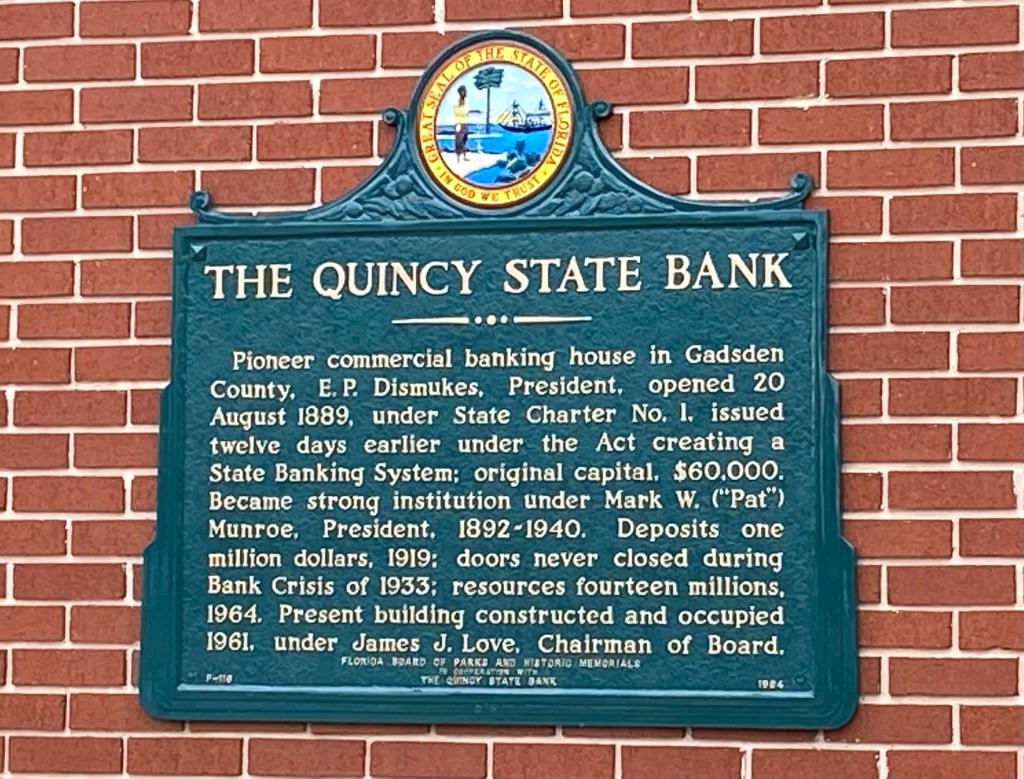 GREAT SEAL OF THE STATE OF FLORIDA
IN GOD WE TRUST
THE QUINCY STATE BANK
Pioneer commercial banking house in Gadsden
County, E. P. Dismukes, President, opened 20
August 1889, under State Charter No. 1, issued
twelve days earlier under the Act creating a
State Banking System; original capital, $60,000.
Became strong institution under Mark W. ("Pat")
Munroe, President, 1892-1940. Deposits one
million dollars, 1919; doors never closed during
Bank Crisis of 1933; resources fourteen millions,
1964. Present building constructed and occupied
1961, under James J. Love, Chairman of Board.
FLORIDA BOARD OF PARKS AND HISTORIC MEMORIALS
IN COOPERATION WITH
F-116 THE QUINCY STATE BANK 1964